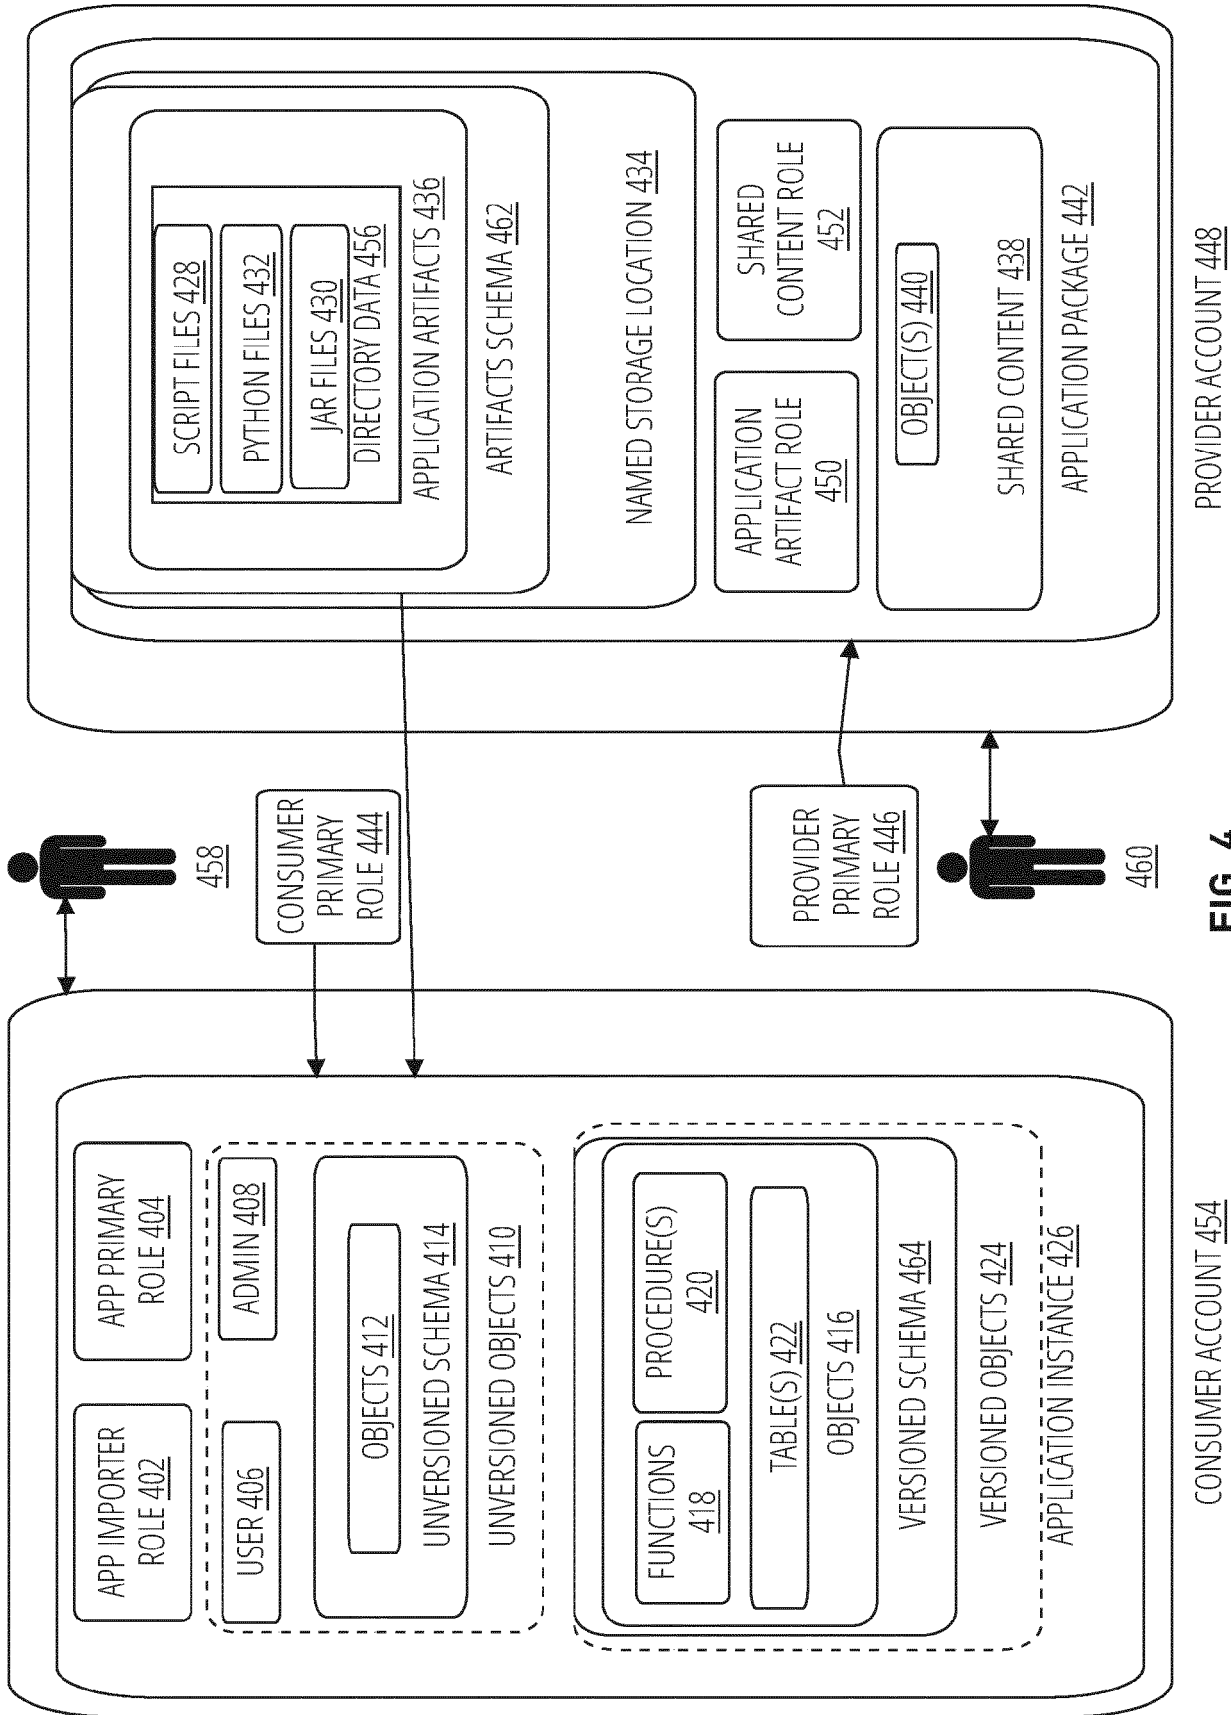 APP IMPORTER
ROLE 402
APP PRIMARY
ROLE 404
USER 406
ADMIN 408
OBJECTS 412
UNVERSIONED SCHEMA 414
UNVERSIONED OBJECTS 410
FUNCTIONS
418
PROCEDURE(S)
420
TABLE(S) 422
OBJECTS 416
VERSIONED SCHEMA 464
VERSIONED OBJECTS 424
APPLICATION INSTANCE 426
CONSUMER ACCOUNT 454
458
CONSUMER
PRIMARY
ROLE 444
PROVIDER
PRIMARY
ROLE 446
460
SCRIPT FILES 428
PYTHON FILES 432
JAR FILES 430
DIRECTORY DATA 456
APPLICATION ARTIFACTS 436
ARTIFACTS SCHEMA 462
NAMED STORAGE LOCATION 434
APPLICATION
ARTIFACT ROLE
450
SHARED
CONTENT ROLE
452
OBJECT(S) 440
SHARED CONTENT 438
APPLICATION PACKAGE 442
PROVIDER ACCOUNT 448
FIG. 4